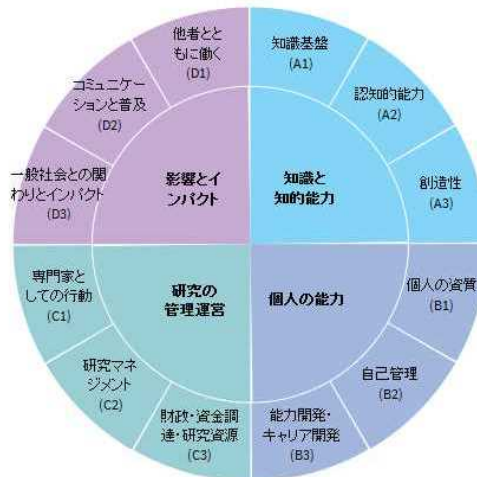 知識基盤
(A1)
認知的能力
(A2)
創造性
(A3)
知識と
知的能力
個人の資質
(B1)
自己管理
(B2)
能力開発・
キャリア開発
(B3)
個人の能力
専門家と
しての行動
(C1)
研究マネ
ジメント
(C2)
財政・資金調
達・研究資源
(C3)
研究の
管理運営
他者とと
もに働く
(D1)
コミュニケー
ションと普及
(D2)
一般社会との関
わりとインパクト
(D3)
影響とイ
ンパクト